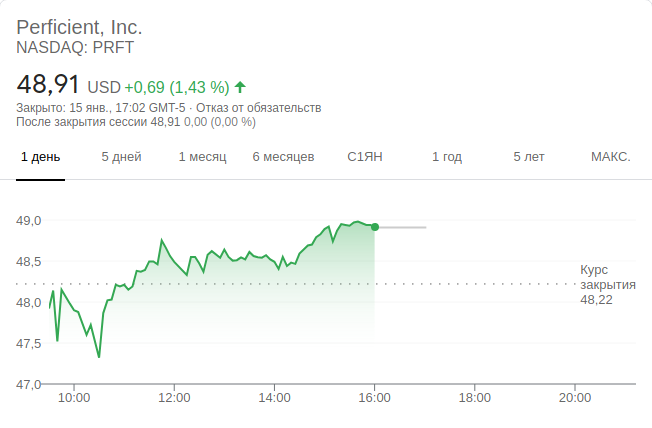 Perficient, Inc.
NASDAQ: PRFT
48,91 USD +0,69 (1,43 %)
Закрыто: 15 янв., 17:02 GMT-5 · Отказ от обязательств
После закрытия сессии 48,91 0,00 (0,00 %)
1 день 5 дней 1 месяц 6 месяцев С1ЯН 1 год 5 лет МАКС.
49,0
48,5
Курс
закрытия
48,22
48,0
47,5
47,0
10:00 12:00 14:00 16:00 18:00 20:00